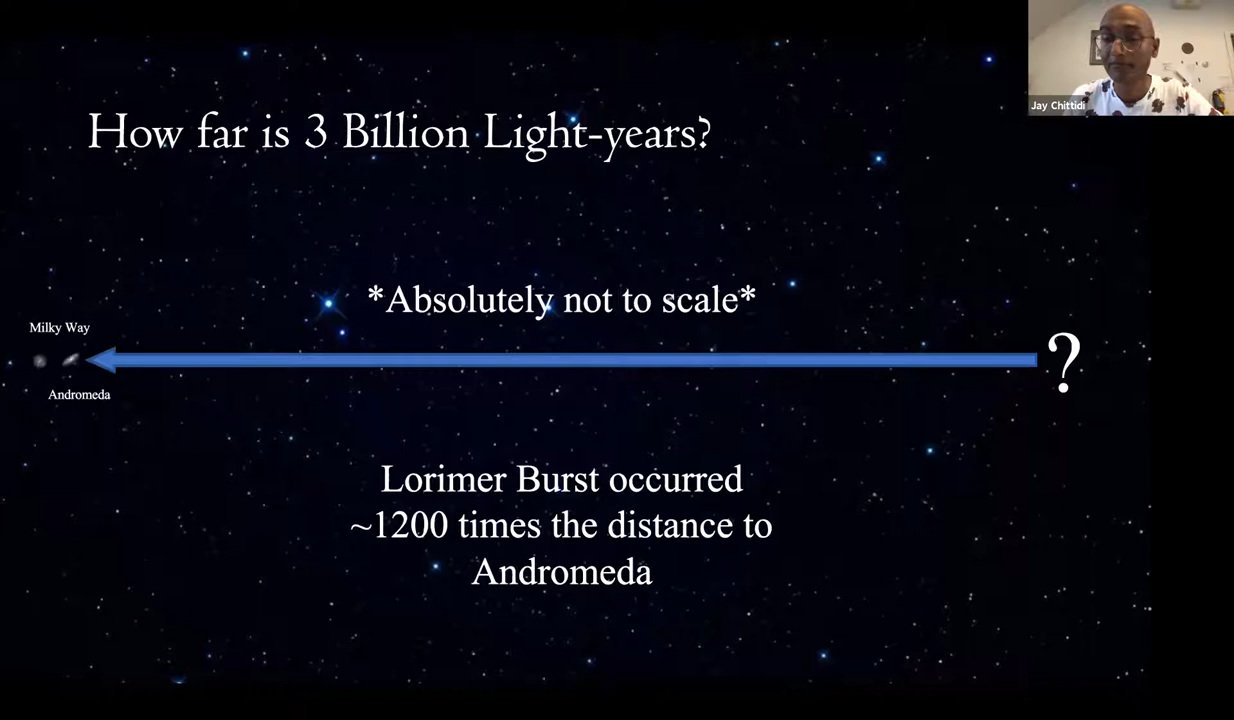 Jay Chittidi
How far is 3 Billion Light-years?
*Absolutely not to scale*
Milky Way
?
Andromeda
Lorimer Burst occurred
~1200 times the distance to
Andromeda